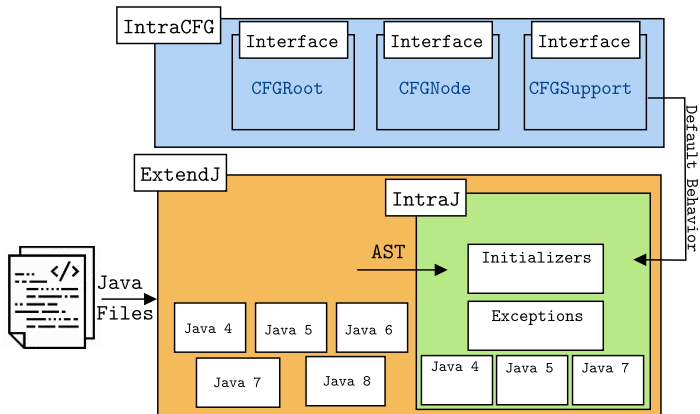 IntraCFG
Interface
Interface
Interface
CFGRoot
CFGNode
CFGSupport
Default Behavior
ExtendJ
IntraJ
AST
Initializers
</>
Java
Files
Exceptions
Java 4
Java 5
Java 6
Java 7
Java 8
Java 4
Java 5
Java 7